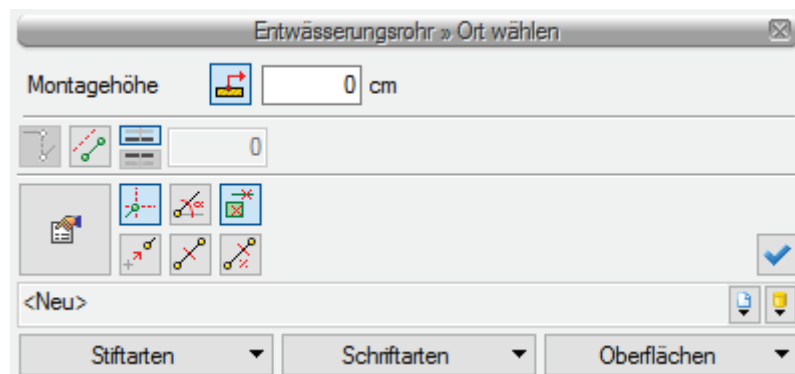 Entwässerungsrohr » Ort wählen
Montagehöhe 0 cm
0
<Neu>
Stiftarten Schriftarten Oberflächen